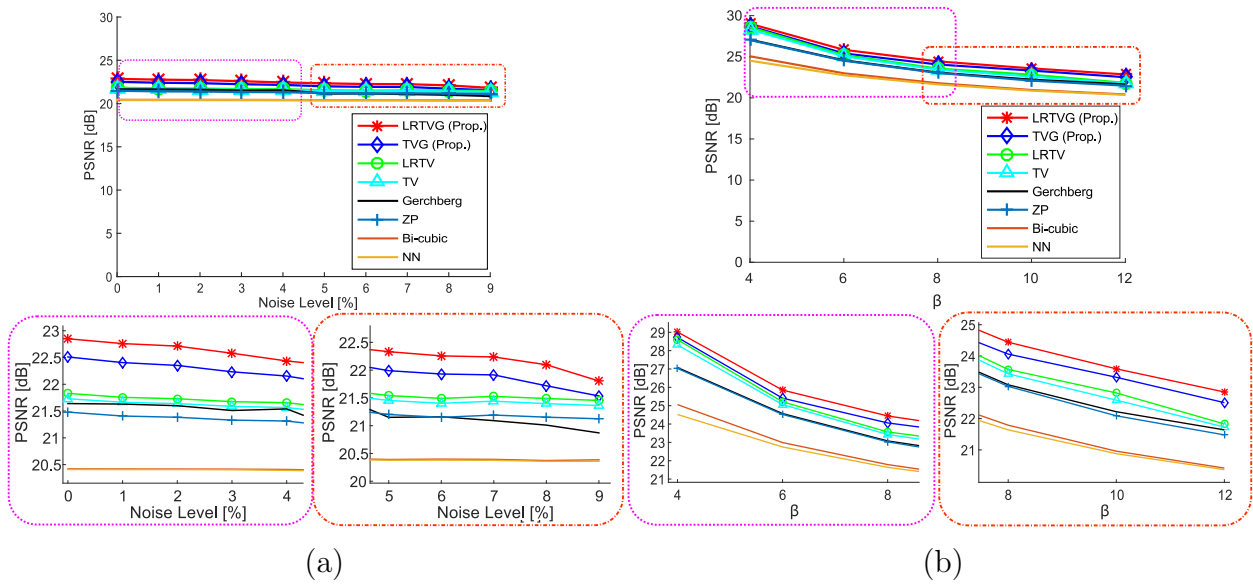 30
25
20
15
10
5
0
PSNR [dB]
0 1 2 3 4 5 6 7 8 9
Noise Level [%]
LRTVG (Prop.)
TVG (Prop.)
LRTV
TV
Gerchberg
ZP
Bi-cubic
NN
30
25
20
15
10
5
0
PSNR [dB]
4 6 8 10 12
β
LRTVG (Prop.)
TVG (Prop.)
LRTV
TV
Gerchberg
ZP
Bi-cubic
NN
23
22.5
22
21.5
21
20.5
PSNR [dB]
0 1 2 3 4
Noise Level [%]
22.5
22
21.5
21
20.5
20
PSNR [dB]
5 6 7 8 9
Noise Level [%]
29
28
27
26
25
24
23
22
21
PSNR [dB]
4 6 8
β
25
24
23
22
21
PSNR [dB]
8 10 12
β
(a)
(b)